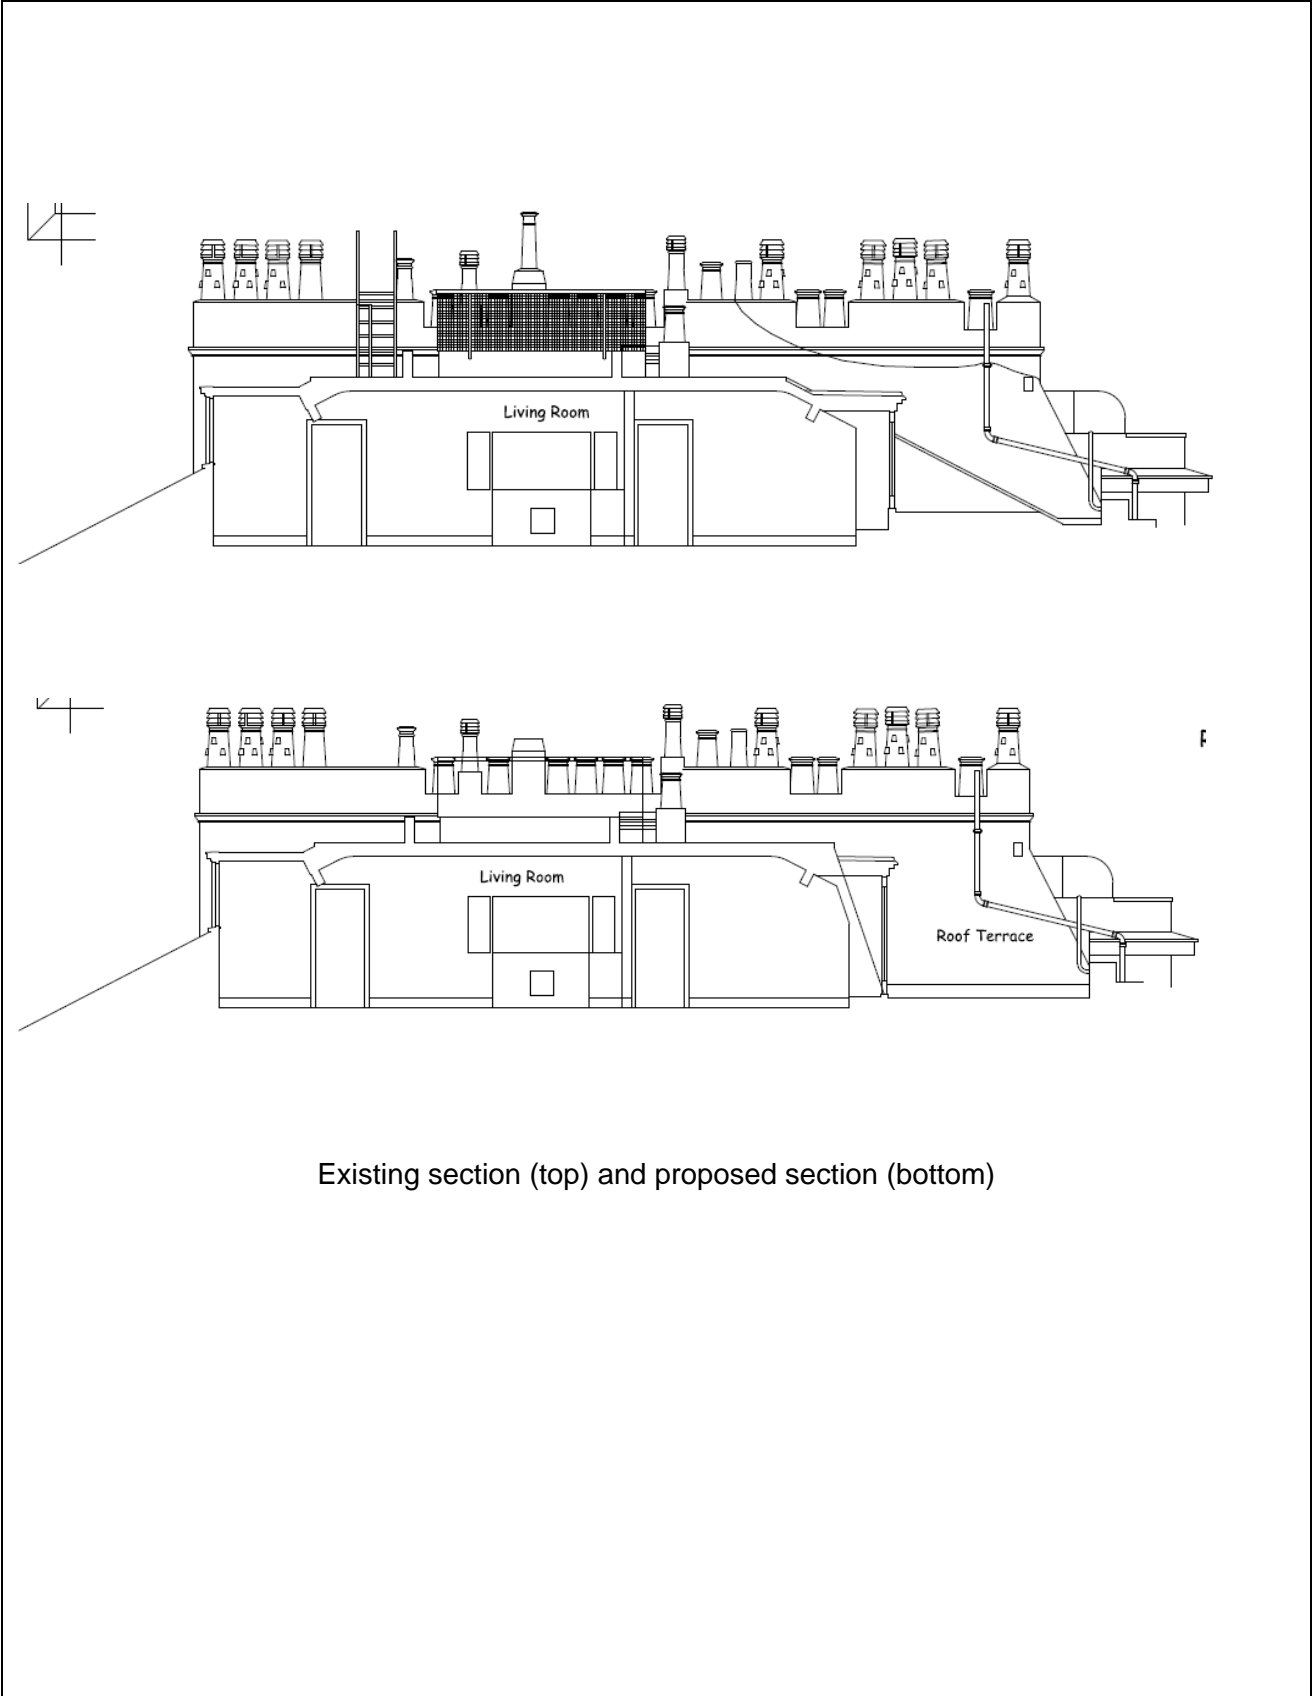 Living Room
Living Room
Roof Terrace
Existing section (top) and proposed section (bottom)